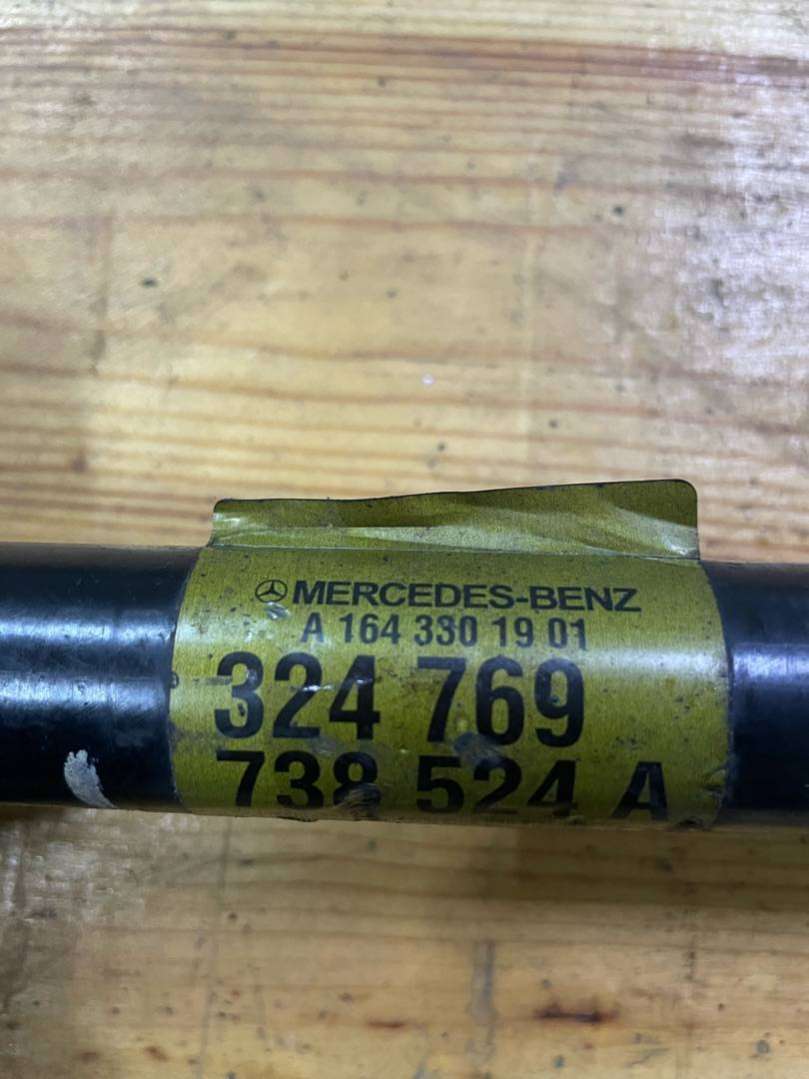 MERCEDES-BENZ
A 164 330 19 01
324 769
738 524 A